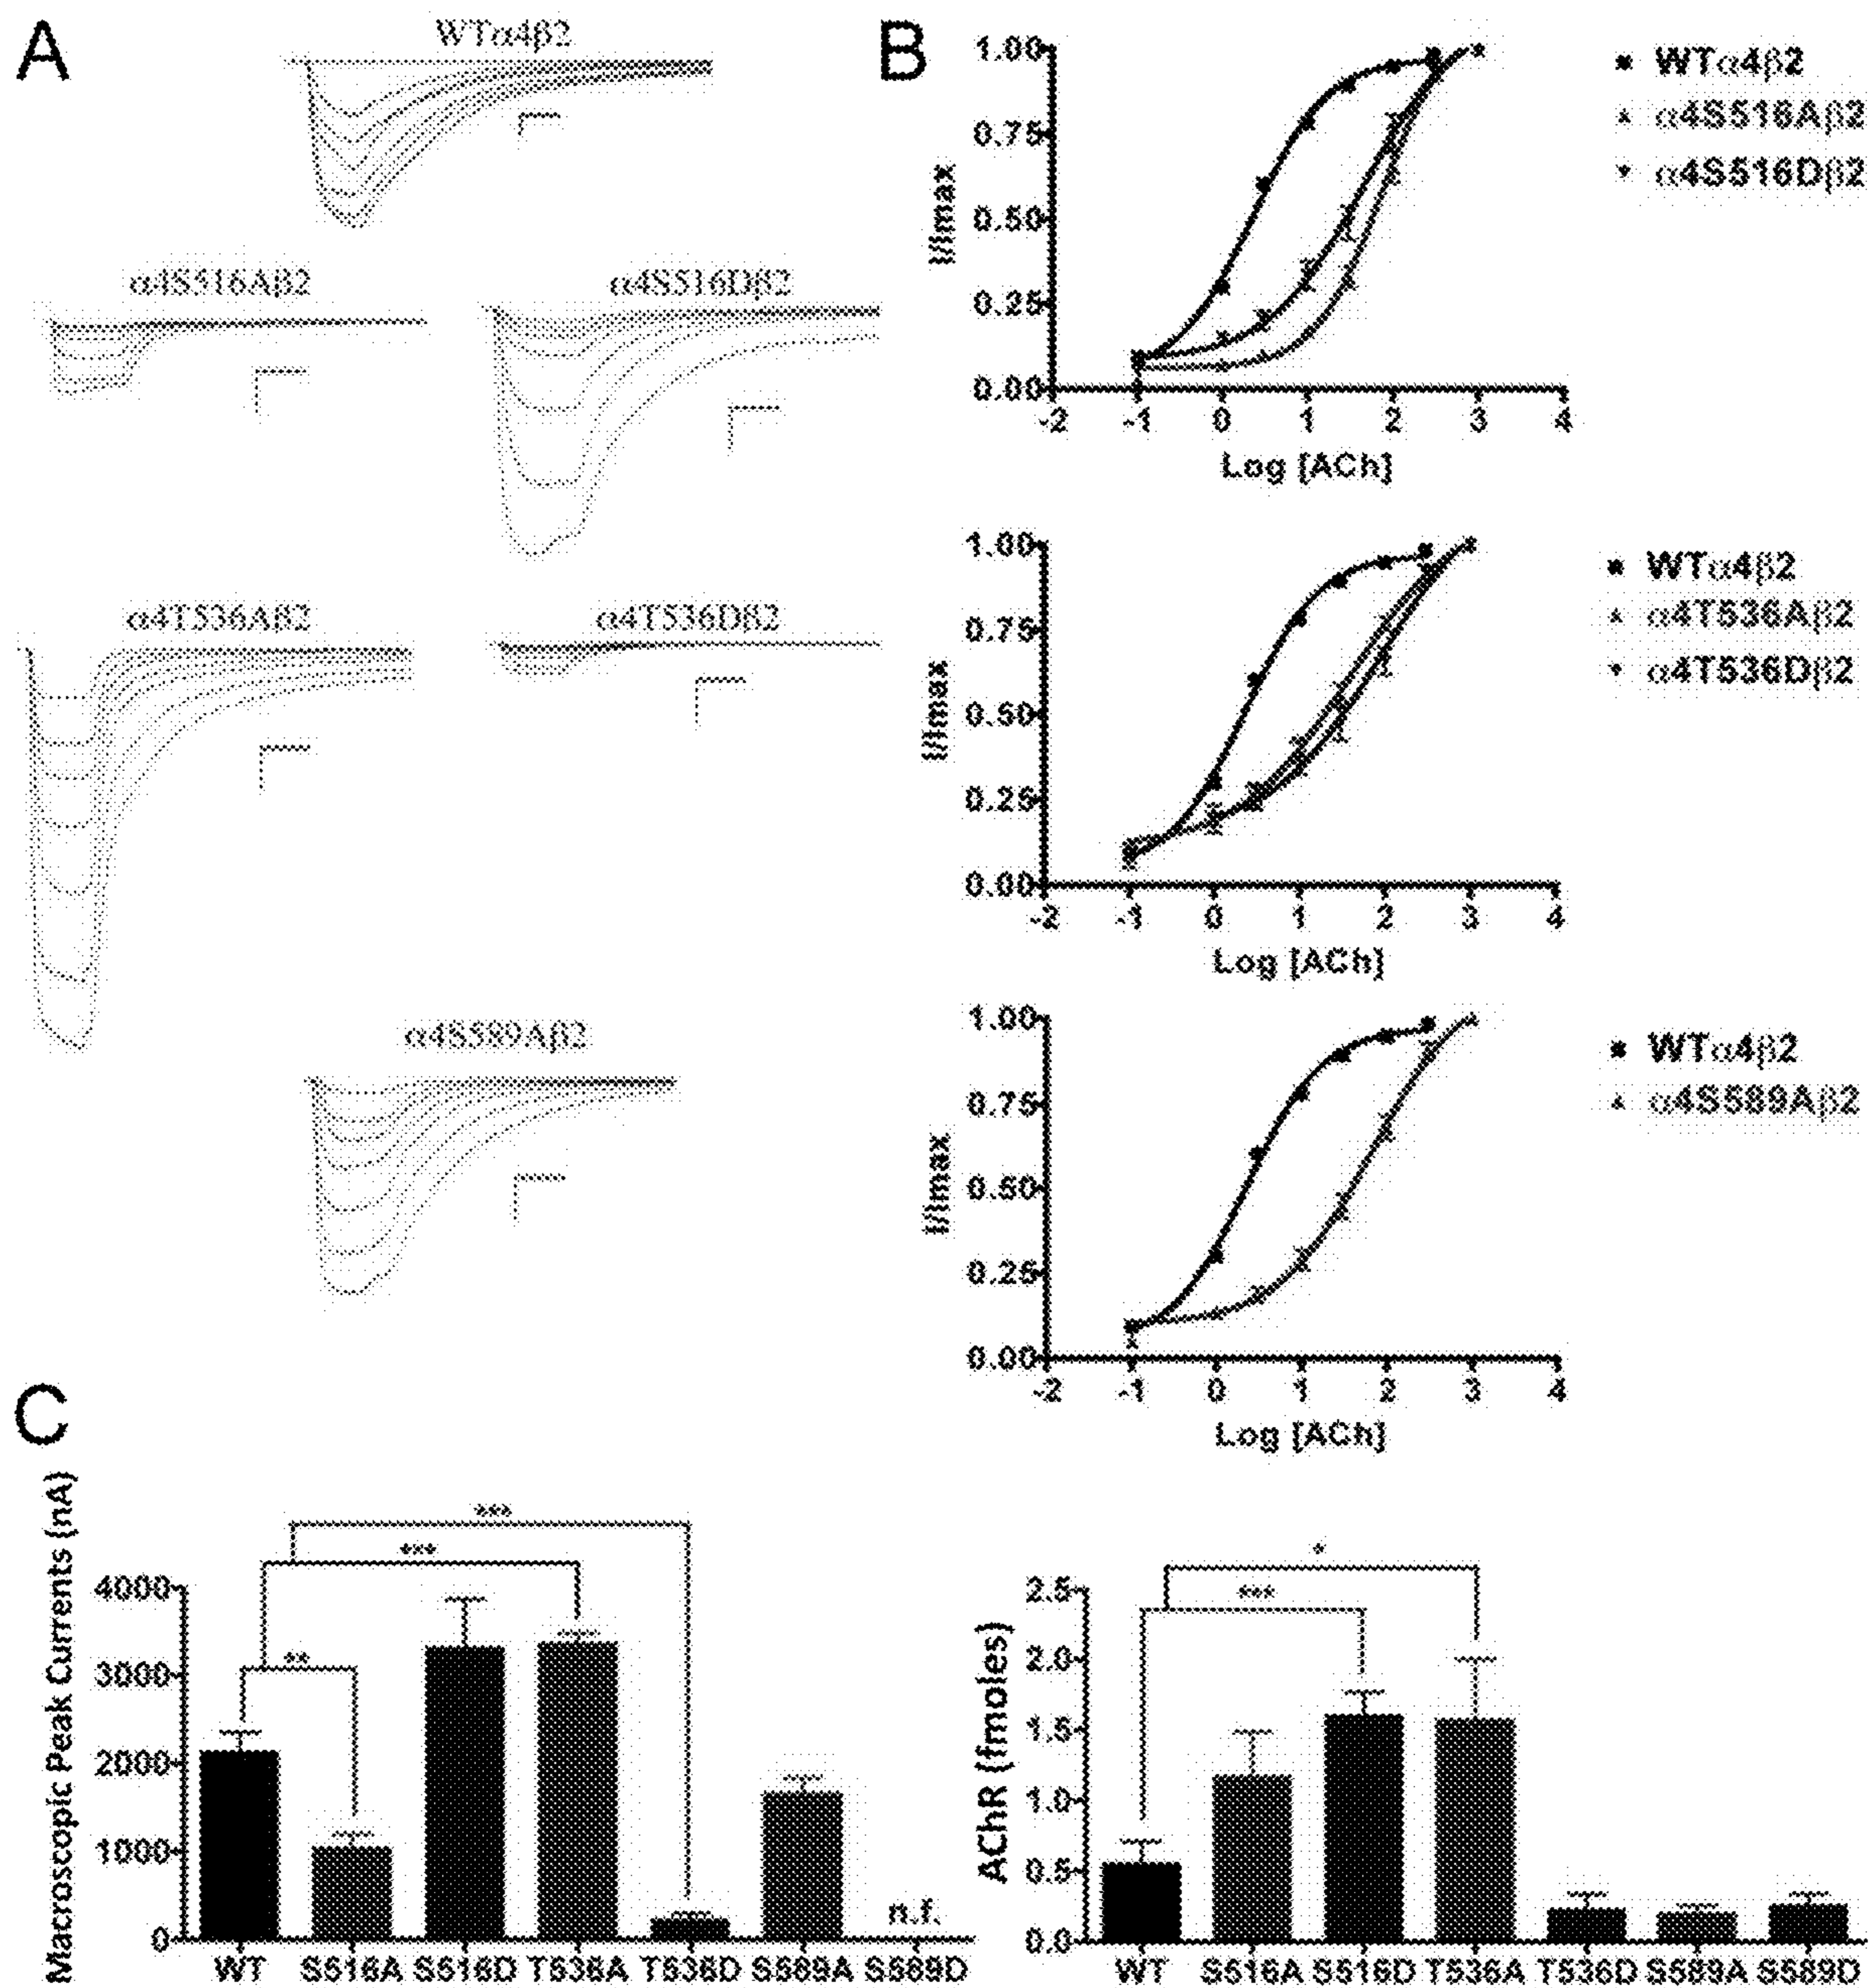 A
WTα4β2
α4S516Aβ2
α4S516Dβ2
α4T536Aβ2
α4T536Dβ2
α4S589Aβ2
B
1.00
0.75
0.50
0.25
0.00
I/Imax
-2 -1 0 1 2 3 4
Log [ACh]
WTα4β2
α4S516Aβ2
α4S516Dβ2
1.00
0.75
0.50
0.25
0.00
I/Imax
-2 -1 0 1 2 3 4
Log [ACh]
WTα4β2
α4T536Aβ2
α4T536Dβ2
1.00
0.75
0.50
0.25
0.00
I/Imax
-2 -1 0 1 2 3 4
Log [ACh]
WTα4β2
α4S589Aβ2
C
Macroscopic Peak Currents (nA)
4000
3000
2000
1000
0
***
***
**
n.f.
WT S516A S516D T536A T536D S589A S589D
AChR (fmoles)
2.5
2.0
1.5
1.0
0.5
0.0
*
***
WT S516A S516D T536A T536D S589A S589D